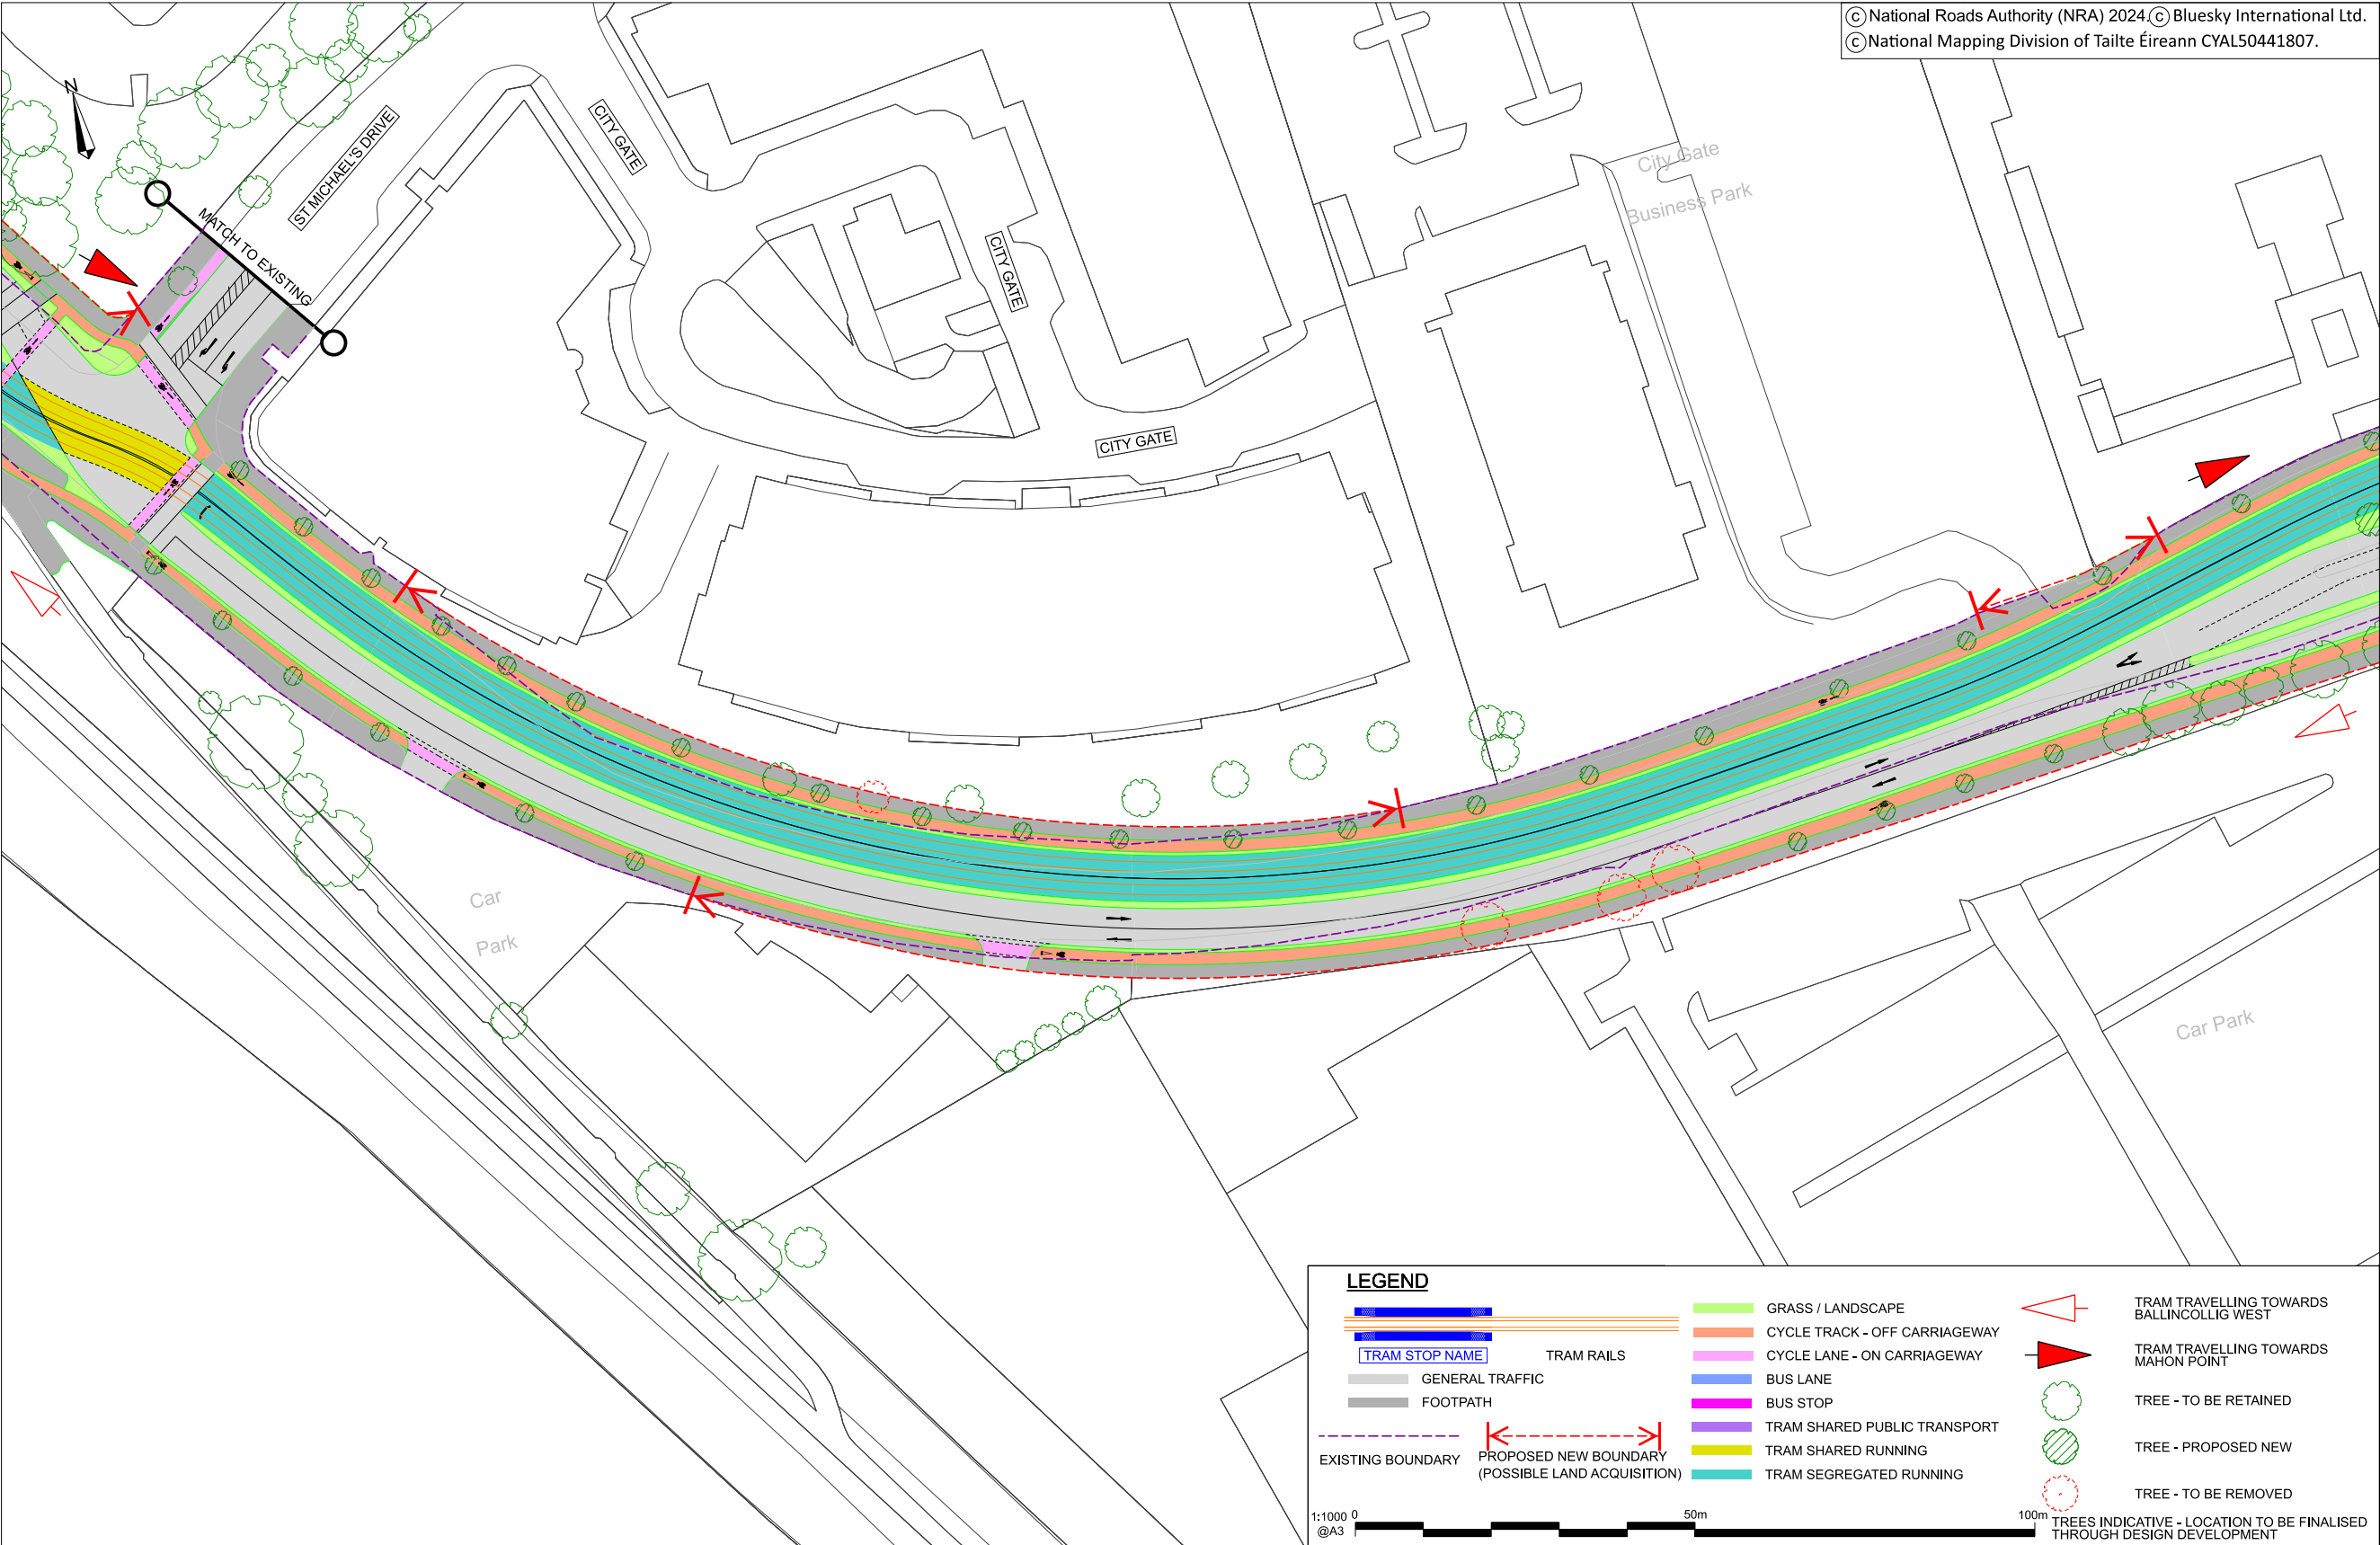 © National Roads Authority (NRA) 2024. © Bluesky International Ltd.
© National Mapping Division of Tailte Éireann CYAL50441807.
N
ST MICHAEL'S DRIVE
MATCH TO EXISTING
CITY GATE
CITY GATE
CITY GATE
City Gate
Business Park
Car
Park
Car Park
LEGEND
TRAM STOP NAME
TRAM RAILS
GENERAL TRAFFIC
FOOTPATH
EXISTING BOUNDARY
PROPOSED NEW BOUNDARY
(POSSIBLE LAND ACQUISITION)
GRASS / LANDSCAPE
CYCLE TRACK - OFF CARRIAGEWAY
CYCLE LANE - ON CARRIAGEWAY
BUS LANE
BUS STOP
TRAM SHARED PUBLIC TRANSPORT
TRAM SHARED RUNNING
TRAM SEGREGATED RUNNING
TRAM TRAVELLING TOWARDS
BALLINCOLLIG WEST
TRAM TRAVELLING TOWARDS
MAHON POINT
TREE - TO BE RETAINED
TREE - PROPOSED NEW
TREE - TO BE REMOVED
TREES INDICATIVE - LOCATION TO BE FINALISED
THROUGH DESIGN DEVELOPMENT
1:1000
@A3
0
50m
100m